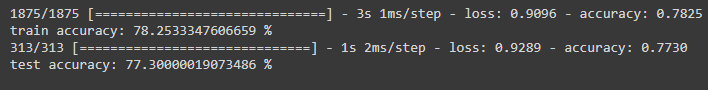 1875/1875 [==============================] - 3s 1ms/step - loss: 0.9096 - accuracy: 0.7825
train accuracy: 78.2533347606659 %
313/313 [==============================] - 1s 2ms/step - loss: 0.9289 - accuracy: 0.7730
test accuracy: 77.30000019073486 %